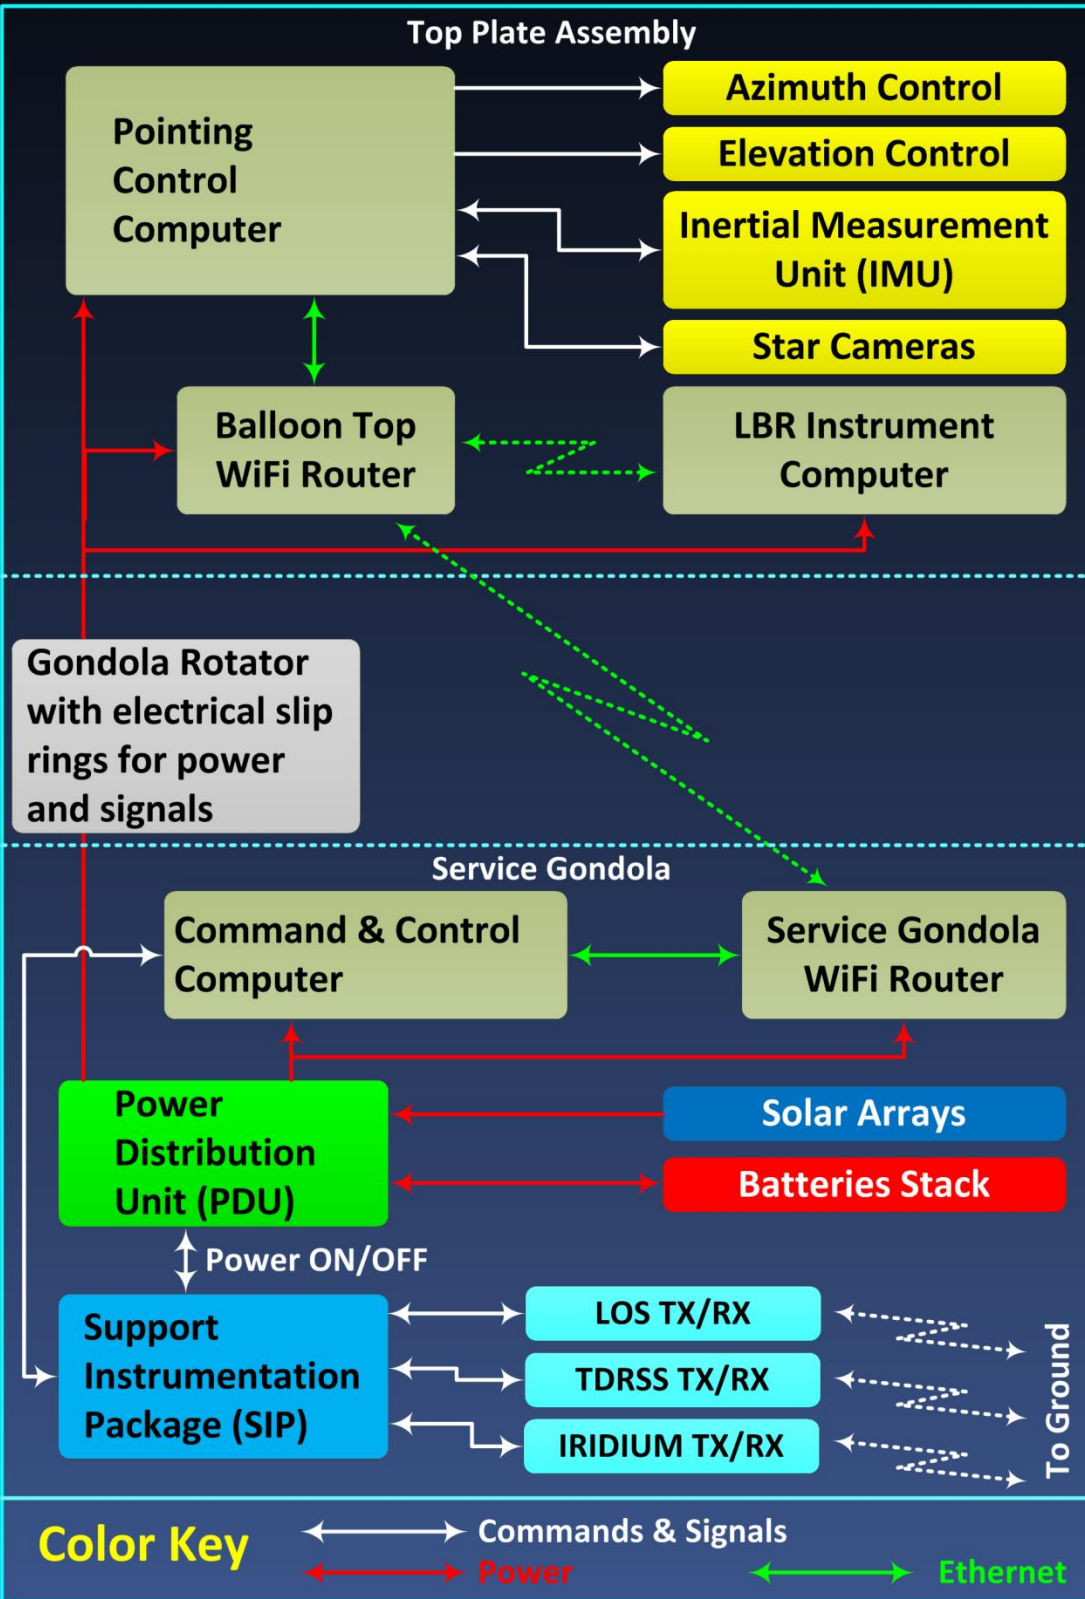 Top Plate Assembly
Pointing
Control
Computer
Azimuth Control
Elevation Control
Inertial Measurement
Unit (IMU)
Star Cameras
Balloon Top
WiFi Router
LBR Instrument
Computer
Gondola Rotator
with electrical slip
rings for power
and signals
Service Gondola
Command & Control
Computer
Service Gondola
WiFi Router
Power
Distribution
Unit (PDU)
Solar Arrays
Batteries Stack
Power ON/OFF
Support
Instrumentation
Package (SIP)
LOS TX/RX
TDRSS TX/RX
IRIDIUM TX/RX
To Ground
Color Key
Commands & Signals
Power
Ethernet